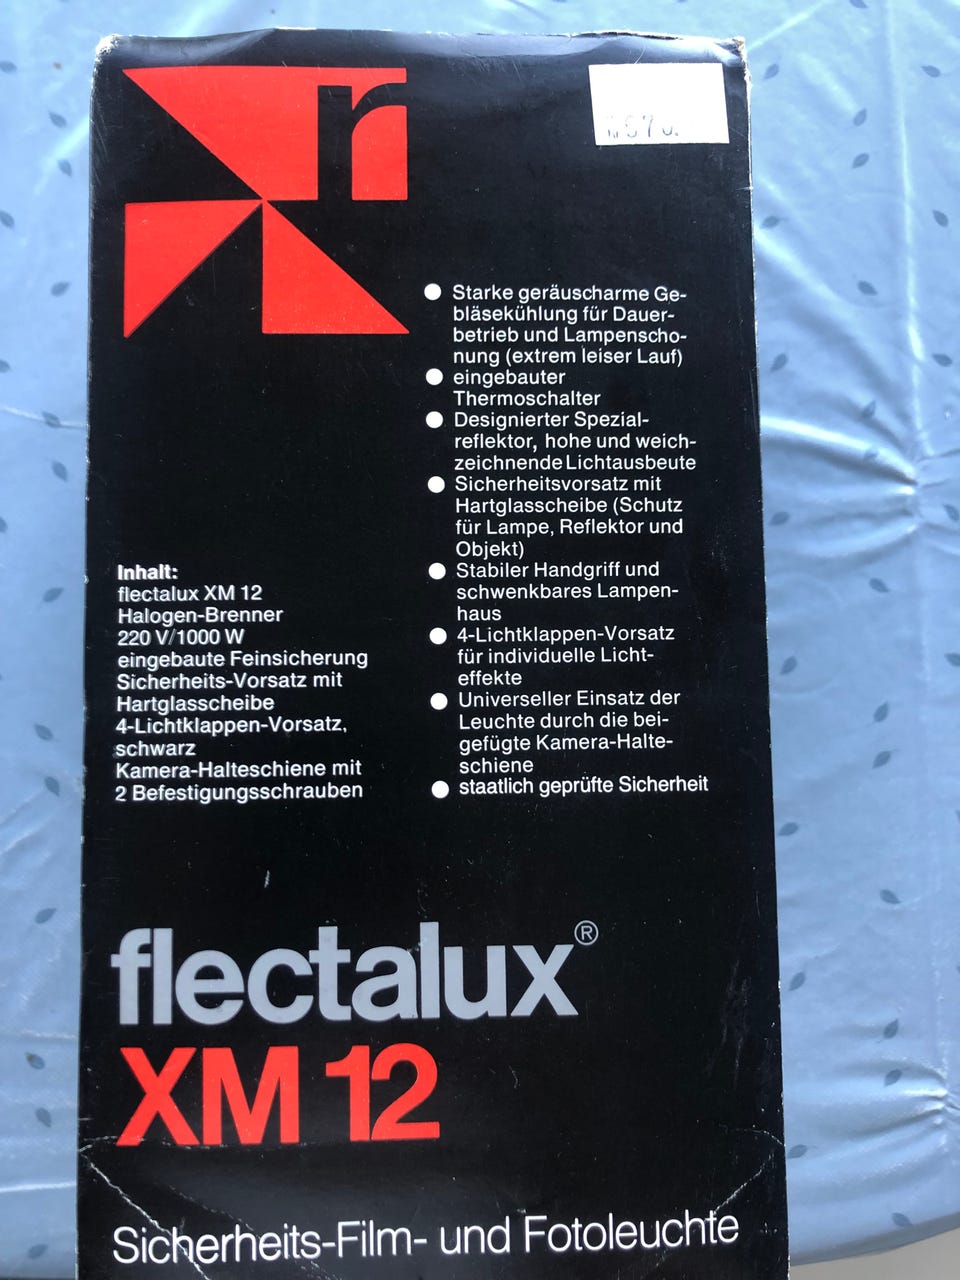 r
Starke geräuscharme Ge-
bläsekühlung für Dauer-
betrieb und Lampenscho-
nung (extrem leiser Lauf)
eingebauter
Thermoschalter
Designierter Spezial-
reflektor, hohe und weich-
zeichnende Lichtausbeute
Sicherheitsvorsatz mit
Hartglasscheibe (Schutz
für Lampe, Reflektor und
Objekt)
Stabiler Handgriff und
schwenkbares Lampen-
haus
4-Lichtklappen-Vorsatz
für individuelle Licht-
effekte
Universeller Einsatz der
Leuchte durch die bei-
gefügte Kamera-Halte-
schiene
staatlich geprüfte Sicherheit
Inhalt:
flectalux XM 12
Halogen-Brenner
220 V/1000 W
eingebaute Feinsicherung
Sicherheits-Vorsatz mit
Hartglasscheibe
4-Lichtklappen-Vorsatz,
schwarz
Kamera-Halteschiene mit
2 Befestigungsschrauben
flectalux®
XM 12
Sicherheits-Film- und Fotoleuchte